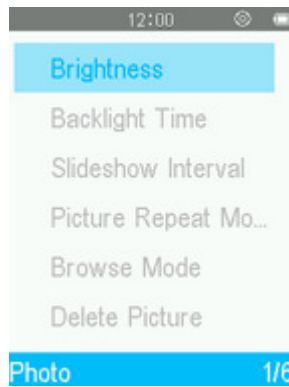 12:00
Brightness
Backlight Time
Slideshow Interval
Picture Repeat Mo...
Browse Mode
Delete Picture
Photo 1/6